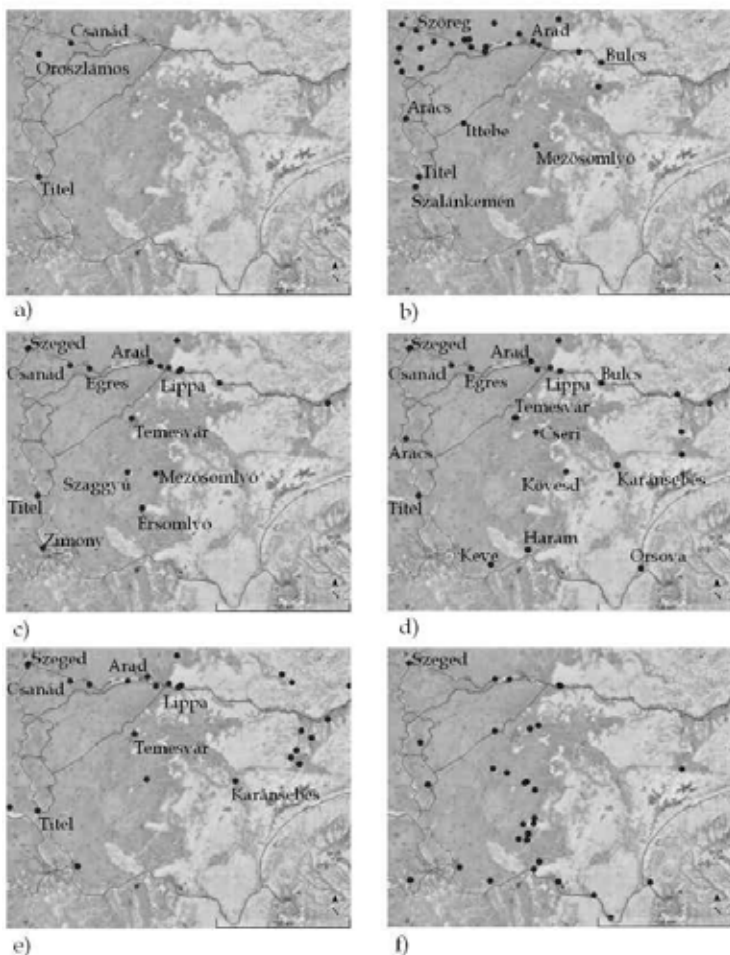 Csanád
Oroszlámos
Titel
a)
Szöreg
Arad
Bulcs
Aracs
Ittebe
Mezősomlyó
Titel
Szalánkemén
b)
Szeged
Arad
Csanád
Egres
Lippa
Temesvár
Szaggyű
Mezősomlyó
Érsomlyó
Titel
Zimony
c)
Szeged
Arad
Csanád
Egres
Lippa
Bulcs
Temesvár
Cseri
Aracs
Kövesd
Karánsebes
Titel
Haram
Keve
Orsova
d)
Szeged
Arad
Csanád
Lippa
Temesvár
Karánsebes
Titel
e)
Szeged
f)